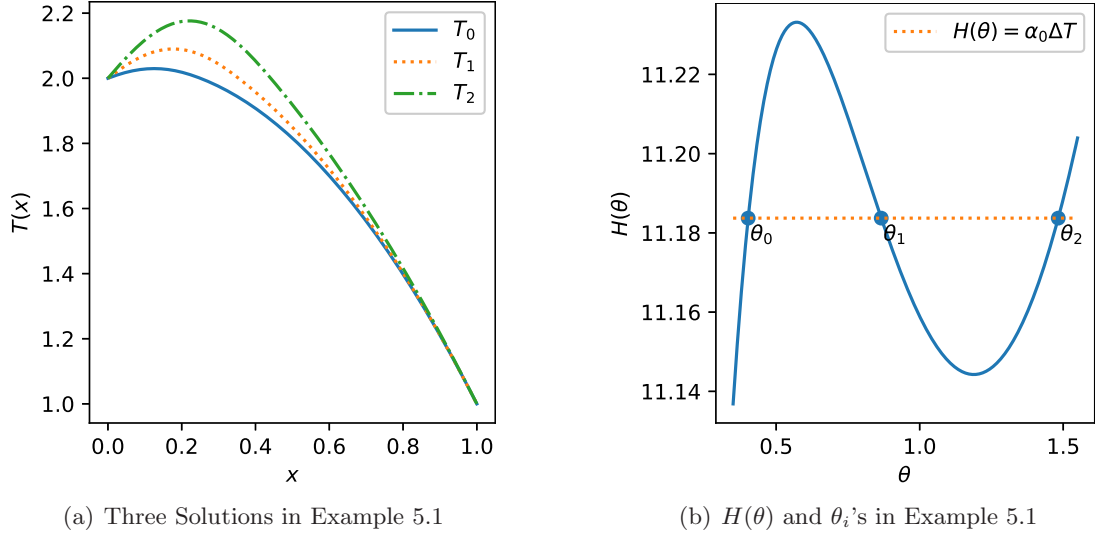 2.2
2.0
1.8
1.6
1.4
1.2
1.0
T(x)
0.0 0.2 0.4 0.6 0.8 1.0
x
T₀
T₁
T₂
(a) Three Solutions in Example 5.1
11.22
11.20
11.18
11.16
11.14
H(θ)
0.5 1.0 1.5
θ
H(θ) = α₀ΔT
θ₀ θ₁ θ₂
(b) H(θ) and θᵢ's in Example 5.1